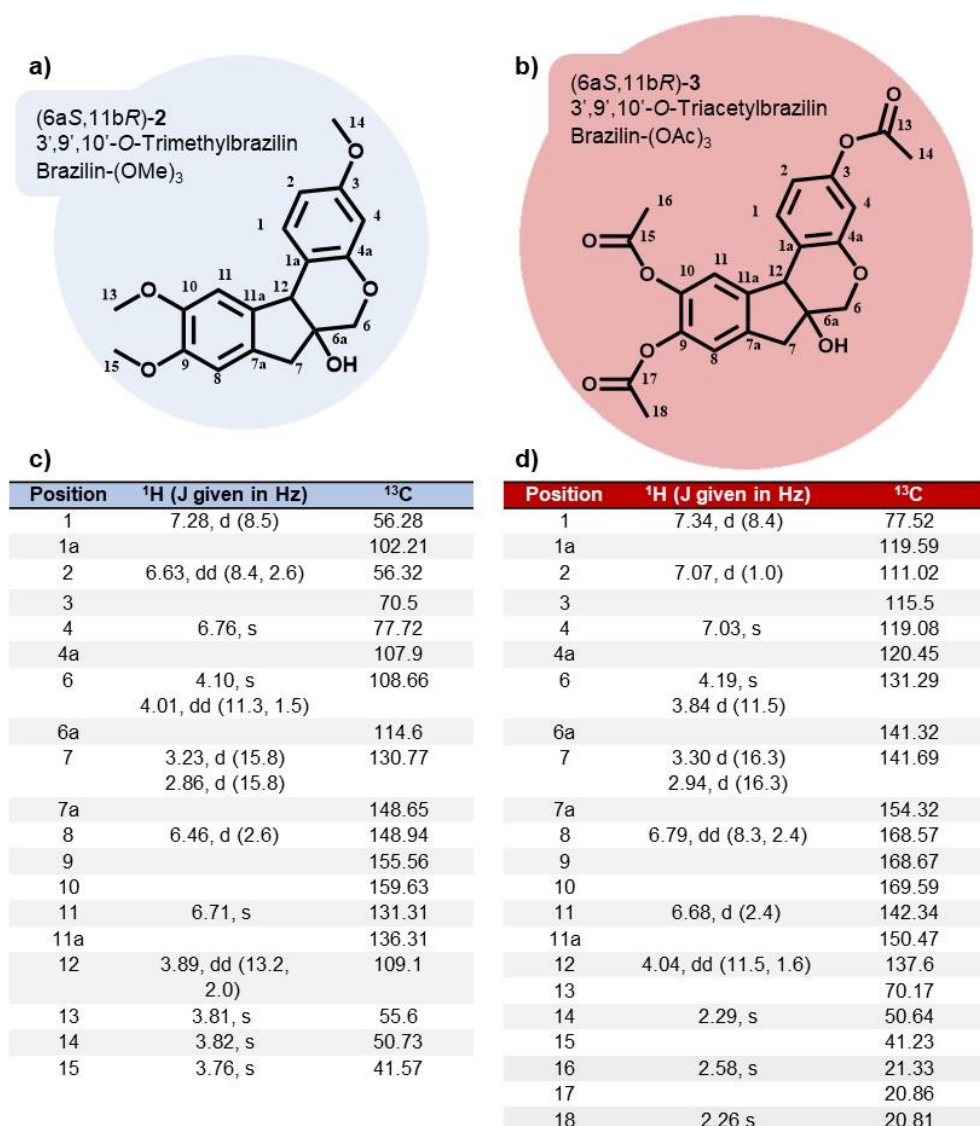 a)
(6aS,11bR)-2
3',9',10'-O-Trimethylbrazilin
Brazilin-(OMe)₃
14
O
3
2
4
1
4a
1a
O
11
12
13
O
10
11a
6
6a
15
O
9
8
7a
7
OH
b)
(6aS,11bR)-3
3',9',10'-O-Triacetylbrazilin
Brazilin-(OAc)₃
O
13
O
14
3
2
4
16
1
4a
O
15
1a
O
11
12
O
10
11a
6
6a
9
7a
O
8
7
OH
O
17
18
c)
Position ¹H (J given in Hz) ¹³C
1 7.28, d (8.5) 56.28
1a 102.21
2 6.63, dd (8.4, 2.6) 56.32
3 70.5
4 6.76, s 77.72
4a 107.9
6 4.10, s 108.66
4.01, dd (11.3, 1.5)
6a 114.6
7 3.23, d (15.8) 130.77
2.86, d (15.8)
7a 148.65
8 6.46, d (2.6) 148.94
9 155.56
10 159.63
11 6.71, s 131.31
11a 136.31
12 3.89, dd (13.2, 109.1
2.0)
13 3.81, s 55.6
14 3.82, s 50.73
15 3.76, s 41.57
d)
Position ¹H (J given in Hz) ¹³C
1 7.34, d (8.4) 77.52
1a 119.59
2 7.07, d (1.0) 111.02
3 115.5
4 7.03, s 119.08
4a 120.45
6 4.19, s 131.29
3.84 d (11.5)
6a 141.32
7 3.30 d (16.3) 141.69
2.94, d (16.3)
7a 154.32
8 6.79, dd (8.3, 2.4) 168.57
9 168.67
10 169.59
11 6.68, d (2.4) 142.34
11a 150.47
12 4.04, dd (11.5, 1.6) 137.6
13 70.17
14 2.29, s 50.64
15 41.23
16 2.58, s 21.33
17 20.86
18 2.26 s 20.81